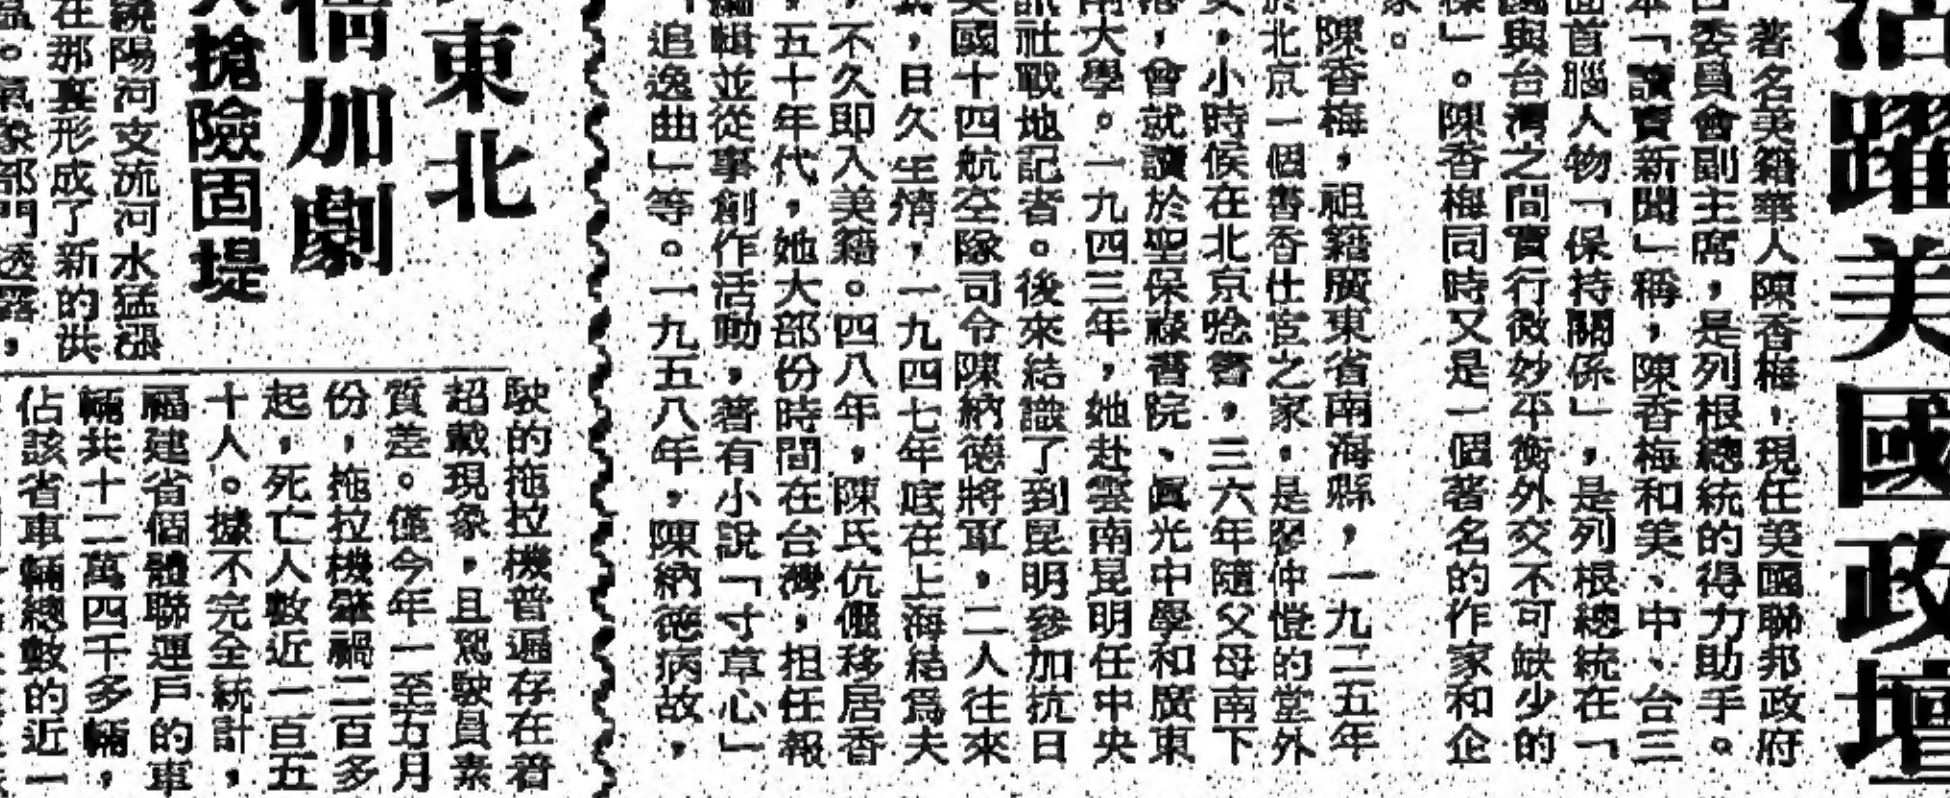 活躍美國政壇
著名美籍華人陳香梅，現任美國聯邦政府
委員會副主席，是列根總統的得力助手。
本「讀賣新聞」稱，陳香梅和美、中、台三
面首腦人物「保持關係」，是列根總統在「
國與台灣之間實行微妙平衡外交不可缺少的
樑」。陳香梅同時又是一個著名的作家和企
家。
陳香梅，祖籍廣東省南海縣，一九二五年
於北京一個書香仕宦之家，是廖仲愷的堂外
女，小時候在北京唸書，三六年隨父母南下
港，曾就讀於聖保祿書院、眞光中學和廣東
南大學。一九四三年，她赴雲南昆明任中央
訊社戰地記者。後來結識了到昆明參加抗日
美國十四航空隊司令陳納德將軍，二人往來
繁，日久生情，一九四七年底在上海結爲夫
，不久即入美籍。四八年，陳氏伉儷移居香
，五十年代，她大部份時間在台灣，担任報
編輯並從事創作活動，著有小說「寸草心」
、「追逸曲」等。一九五八年，陳納德病故，
東北
倍加劇
搶險固堤
繞陽河支流河水猛漲
在那裏形成了新的洪
。氣象部門透露，
駛的拖拉機普遍存在着
超載現象，且駕駛員素
質差。僅今年一至五月
份，拖拉機肇禍二百多
起，死亡人數近一百五
十人。據不完全統計，
福建省個體聯運戶的車
輛共十二萬四千多輛，
佔該省車輛總數的近一